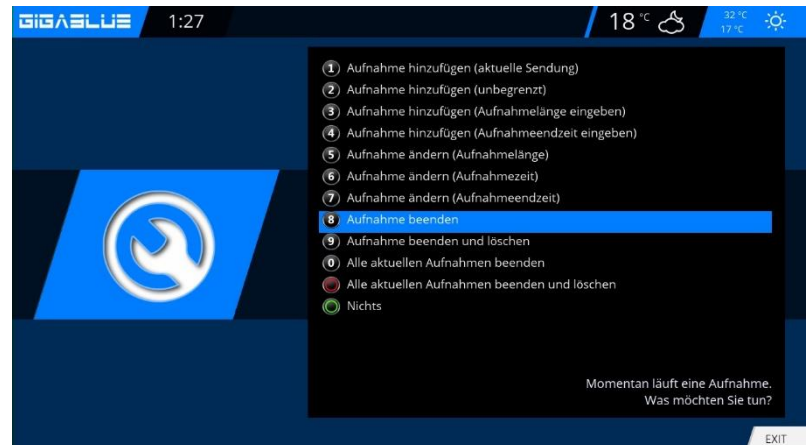 GIGABLUE 1:27 18 °C 32 °C
17 °C
1 Aufnahme hinzufügen (aktuelle Sendung)
2 Aufnahme hinzufügen (unbegrenzt)
3 Aufnahme hinzufügen (Aufnahmelänge eingeben)
4 Aufnahme hinzufügen (Aufnahmeendzeit eingeben)
5 Aufnahme ändern (Aufnahmelänge)
6 Aufnahme ändern (Aufnahmezeit)
7 Aufnahme ändern (Aufnahmeendzeit)
8 Aufnahme beenden
9 Aufnahme beenden und löschen
0 Alle aktuellen Aufnahmen beenden
Alle aktuellen Aufnahmen beenden und löschen
Nichts
Momentan läuft eine Aufnahme.
Was möchten Sie tun?
EXIT